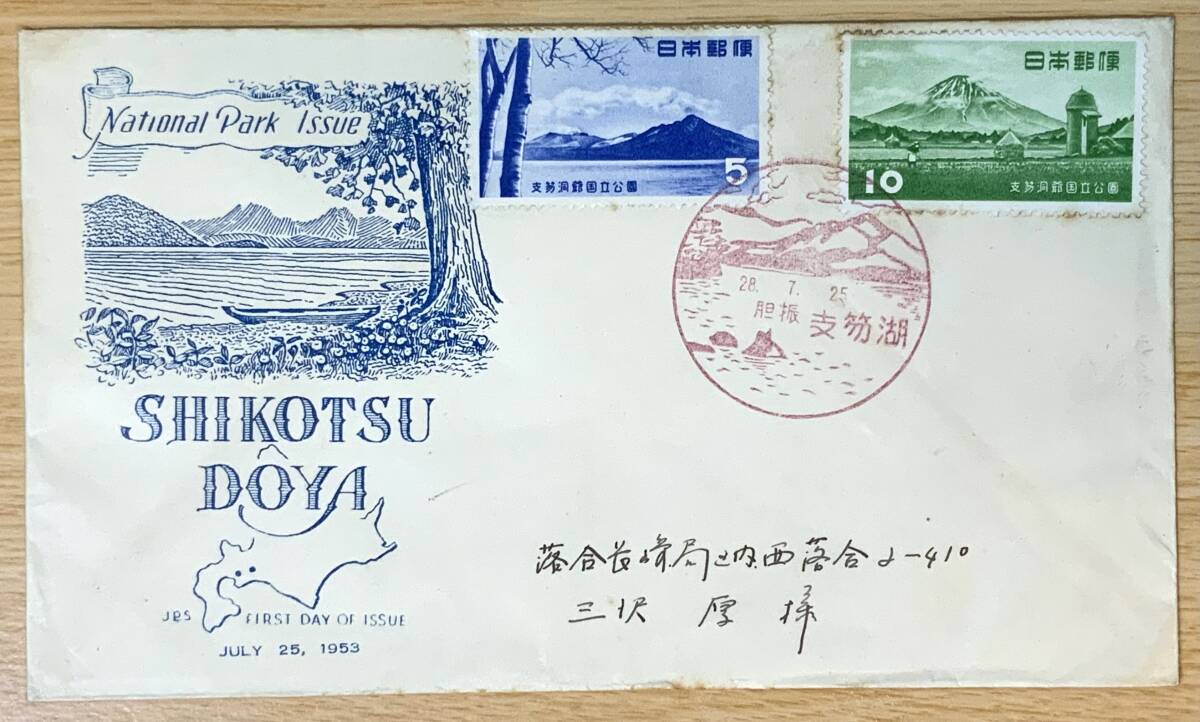 National Park Issue
日本郵便
5
支笏洞爺国立公園
日本郵便
10
支笏洞爺国立公園
28. 7. 25
胆振 支笏湖
SHIKOTSU
DÔYA
JPS FIRST DAY OF ISSUE
JULY 25, 1953
落合長崎局 内 西落合2-410
三沢 厚 様